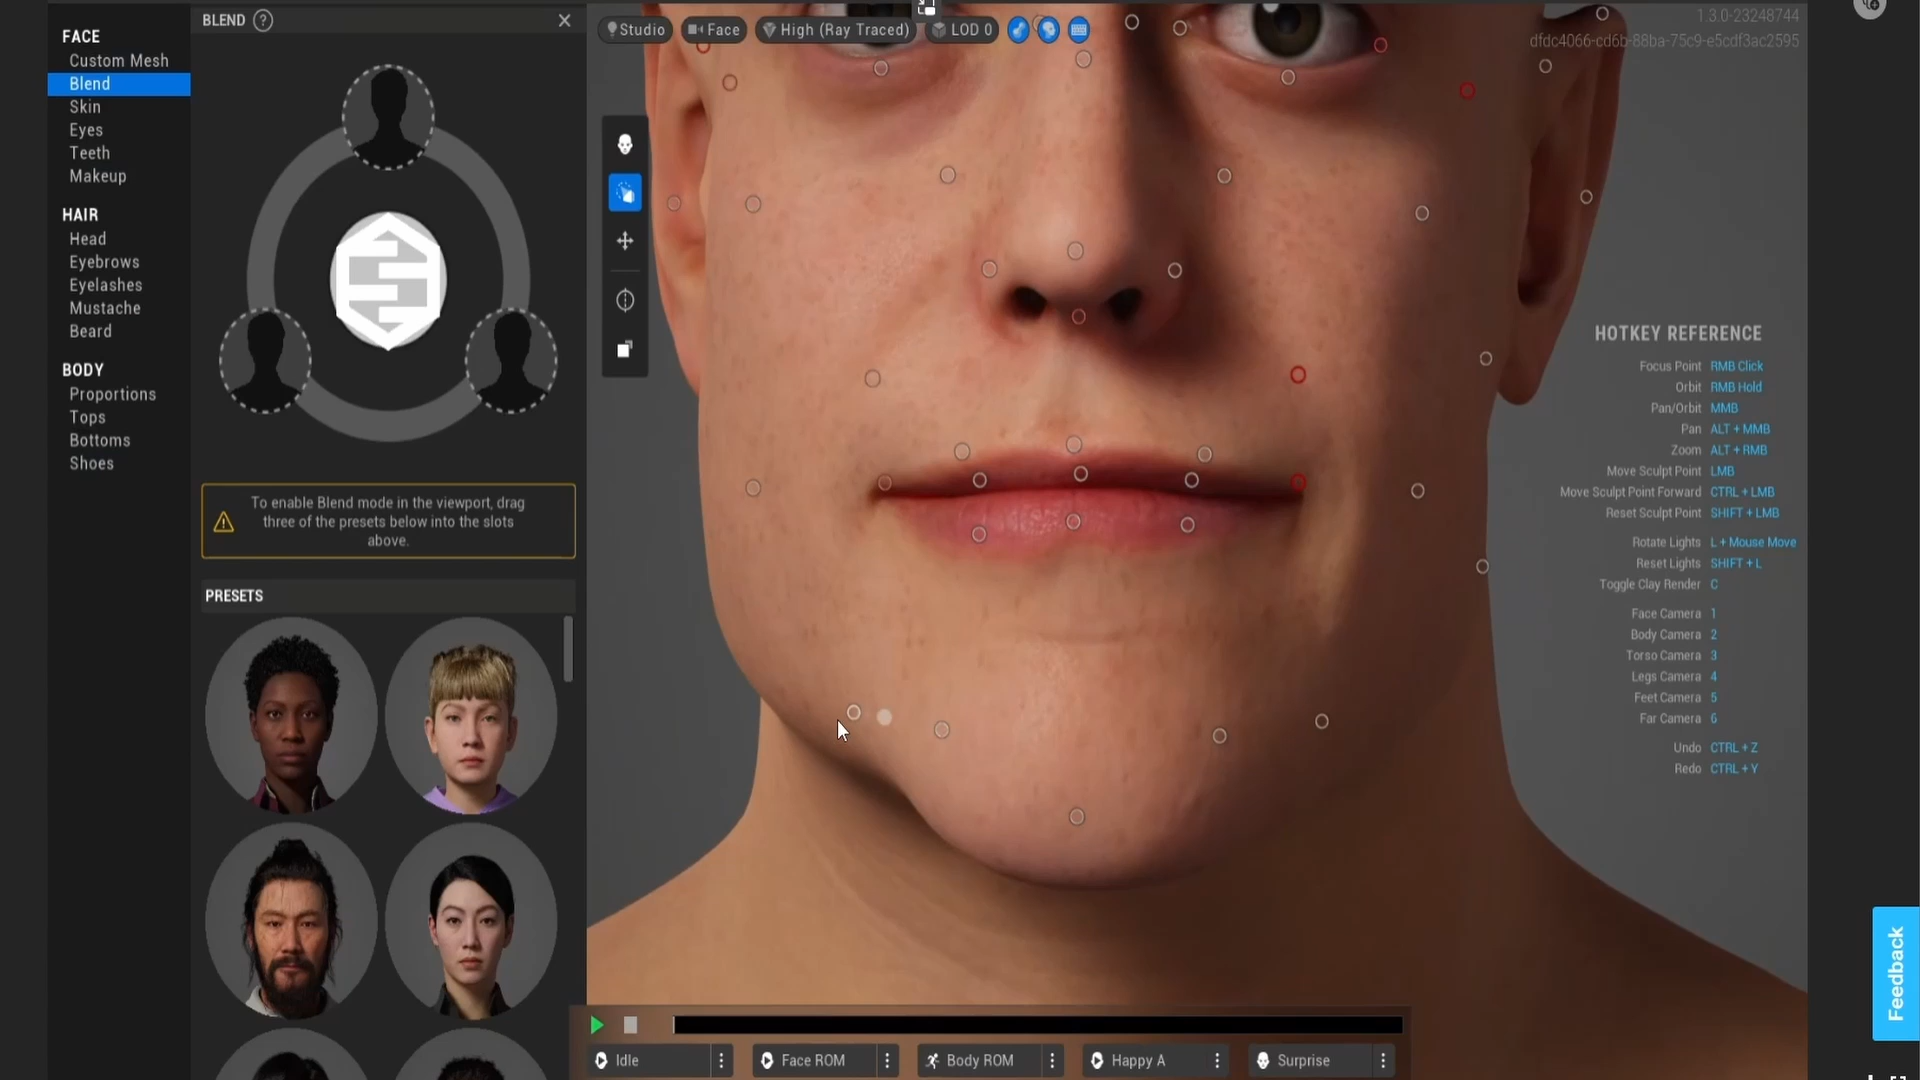 FACE
Custom Mesh
Blend
Skin
Eyes
Teeth
Makeup
HAIR
Head
Eyebrows
Eyelashes
Mustache
Beard
BODY
Proportions
Tops
Bottoms
Shoes
BLEND ?
To enable Blend mode in the viewport, drag
three of the presets below into the slots
above.
PRESETS
Studio Face High (Ray Traced) LOD 0
1.3.0-23248744
dfdc4066-cd6b-88ba-75c9-e5cdf3ac2595
HOTKEY REFERENCE
Focus Point RMB Click
Orbit RMB Hold
Pan/Orbit MMB
Pan ALT + MMB
Zoom ALT + RMB
Move Sculpt Point LMB
Move Sculpt Point Forward CTRL + LMB
Reset Sculpt Point SHIFT + LMB
Rotate Lights L + Mouse Move
Reset Lights SHIFT + L
Toggle Clay Render C
Face Camera 1
Body Camera 2
Torso Camera 3
Legs Camera 4
Feet Camera 5
Far Camera 6
Undo CTRL + Z
Redo CTRL + Y
Feedback
Idle Face ROM Body ROM Happy A Surprise